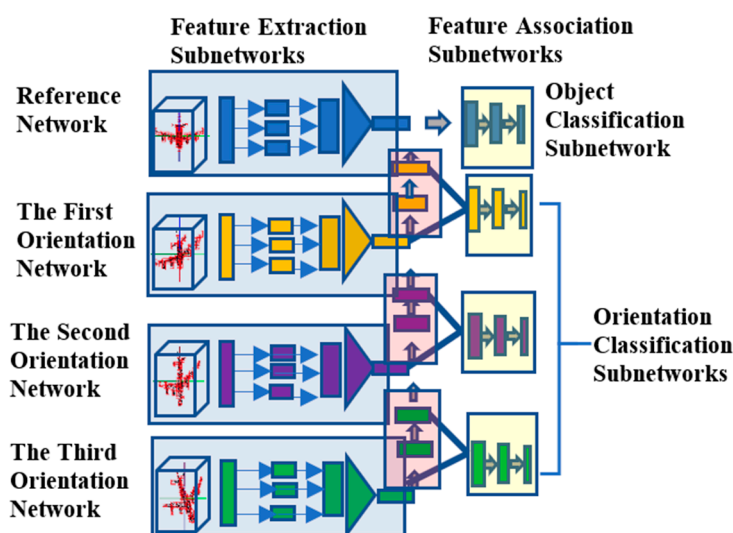 Feature Extraction
Subnetworks
Feature Association
Subnetworks
Reference
Network
Object
Classification
Subnetwork
The First
Orientation
Network
The Second
Orientation
Network
Orientation
Classification
Subnetworks
The Third
Orientation
Network